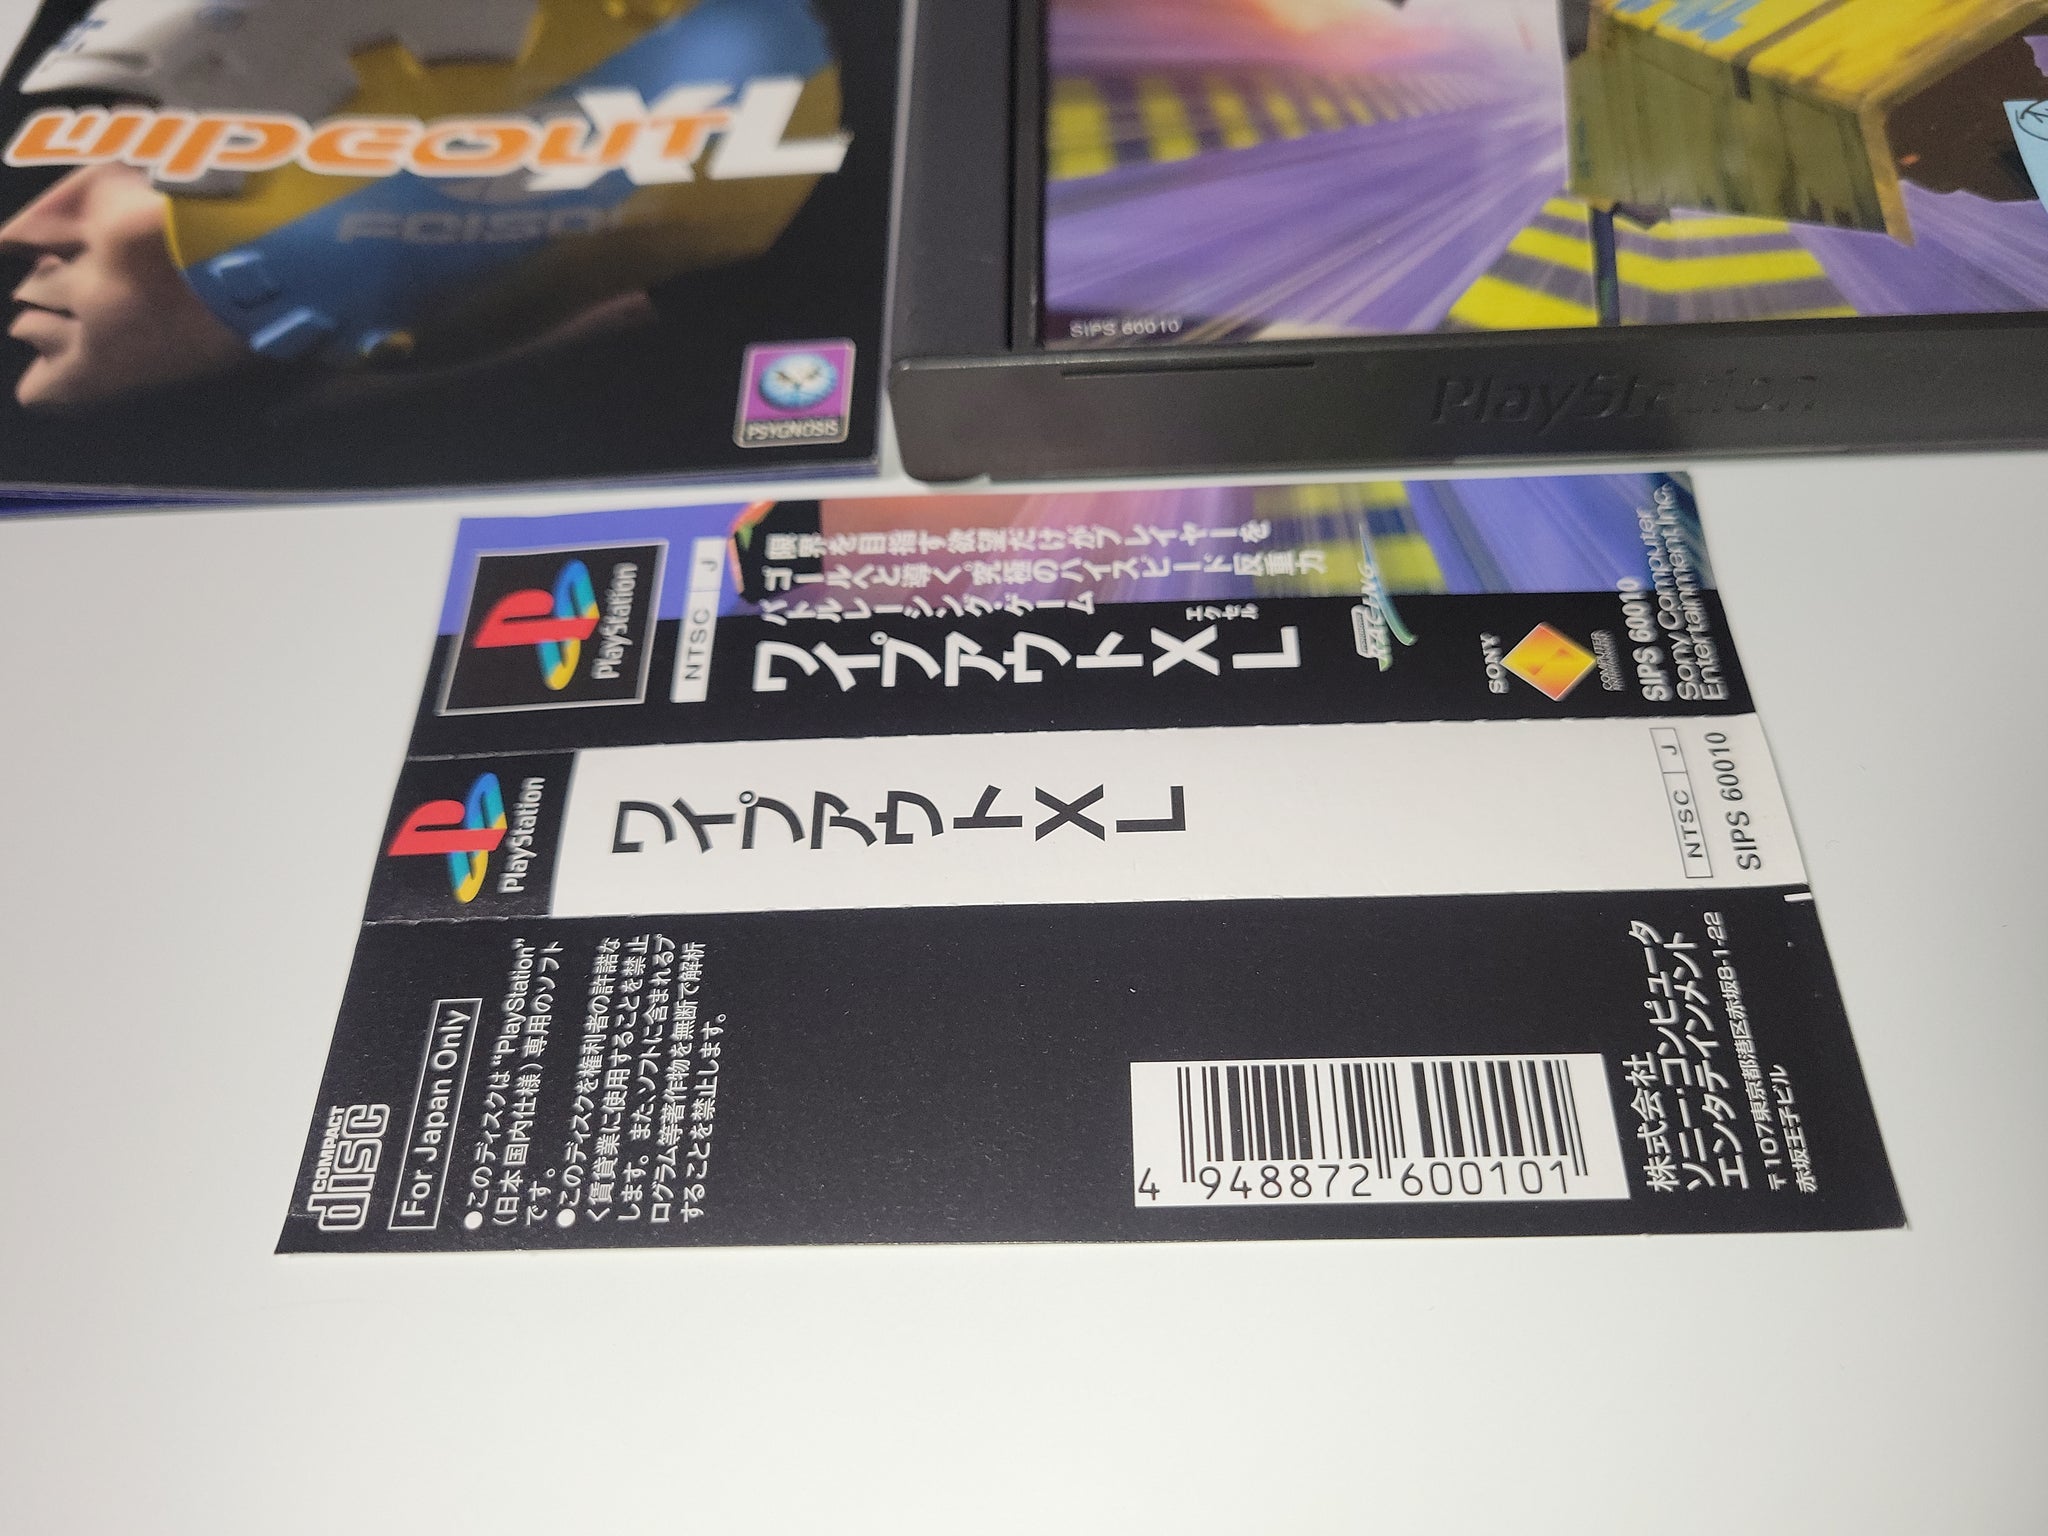 wipeout XL
FEISAR
PSYGNOSIS
SIPS 60010
PlayStation
PlayStation
NTSC J
限界を目指す欲望だけがプレイヤーを
ゴールへと導く。究極のハイスピード反重力
バトルレーシング・ゲーム
エクセル
ワイプアウトXL
RACING
SONY
COMPUTER
SIPS 60010
Sony Computer
Entertainment Inc.
PlayStation
ワイプアウトXL
NTSC J
SIPS 60010
COMPACT
disc
For Japan Only
●このディスクは“PlayStation”
(日本国内仕様)専用のソフト
です。
●このディスクを権利者の許諾な
く賃貸業に使用することを禁止
します。また、ソフトに含まれるプ
ログラム等著作物を無断で解析
することを禁止します。
4 948872 600101
株式会社
ソニー・コンピュータ
エンタテインメント
〒107東京都港区赤坂8-1-22
赤坂王子ビル